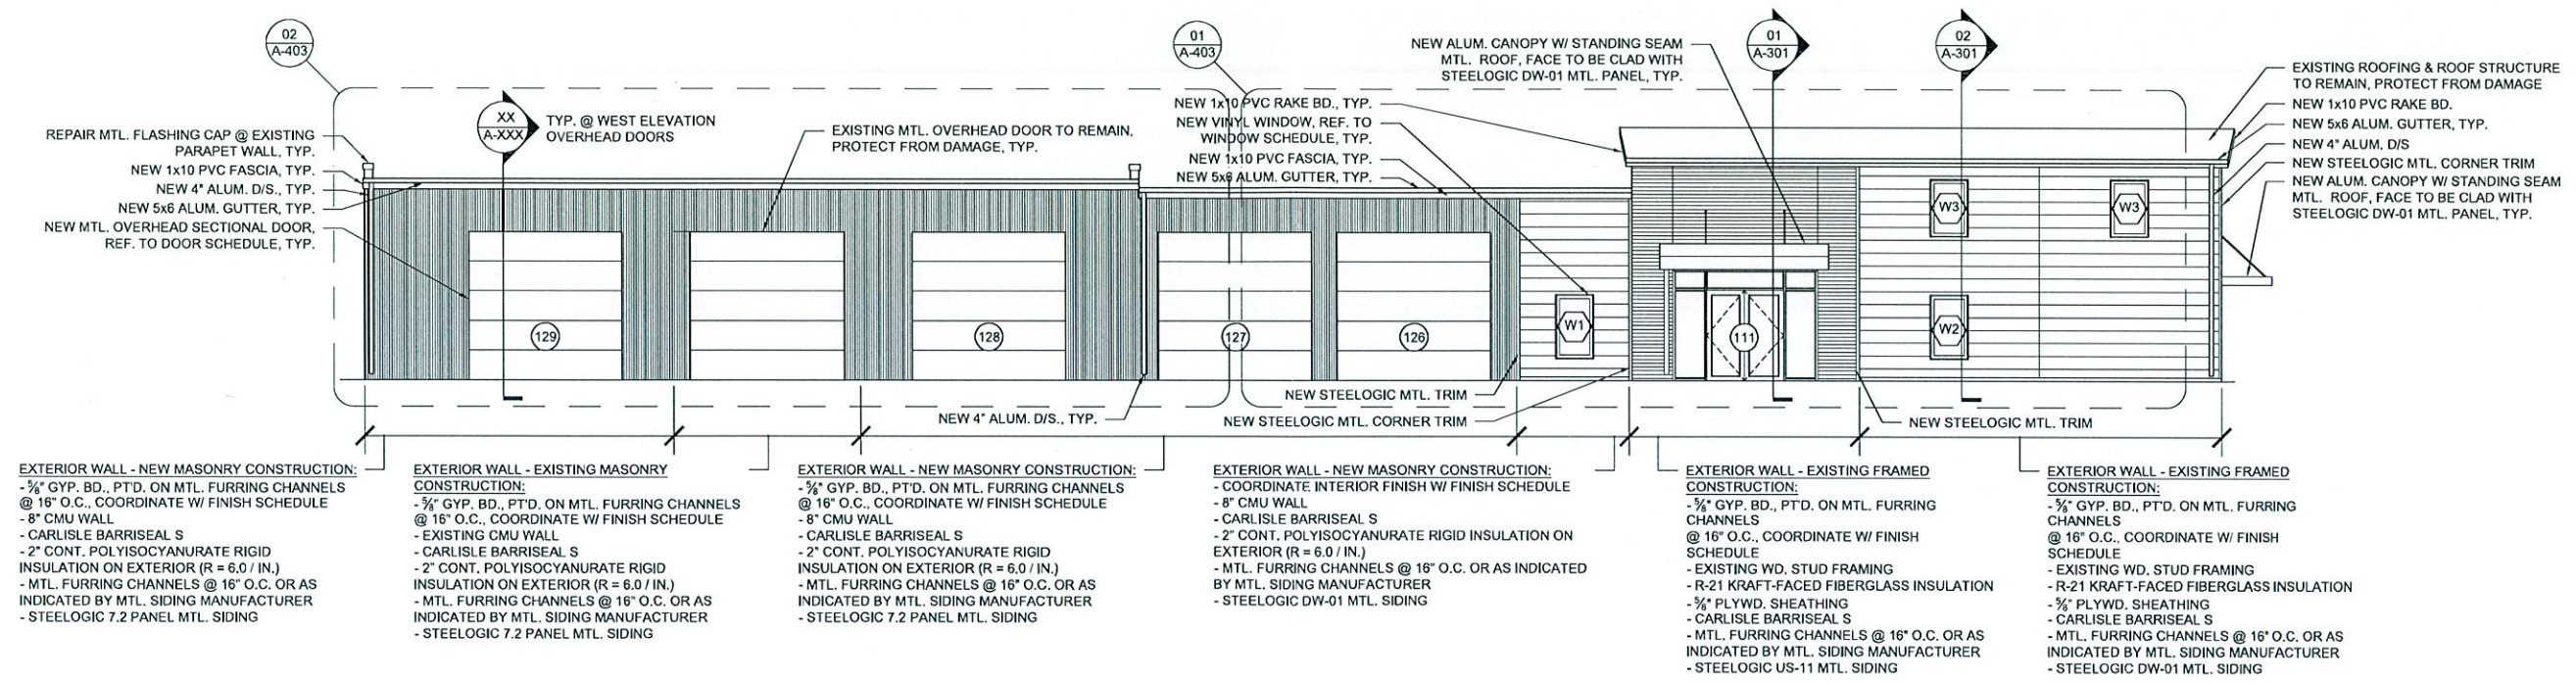 02
A-403
01
A-403
01
A-301
02
A-301
XX
A-XXX
TYP. @ WEST ELEVATION
OVERHEAD DOORS
REPAIR MTL. FLASHING CAP @ EXISTING
PARAPET WALL, TYP.
NEW 1x10 PVC FASCIA, TYP.
NEW 4" ALUM. D/S., TYP.
NEW 5x6 ALUM. GUTTER, TYP.
NEW MTL. OVERHEAD SECTIONAL DOOR,
REF. TO DOOR SCHEDULE, TYP.
EXISTING MTL. OVERHEAD DOOR TO REMAIN,
PROTECT FROM DAMAGE, TYP.
NEW ALUM. CANOPY W/ STANDING SEAM
MTL. ROOF, FACE TO BE CLAD WITH
STEELOGIC DW-01 MTL. PANEL, TYP.
NEW 1x10 PVC RAKE BD., TYP.
NEW VINYL WINDOW, REF. TO
WINDOW SCHEDULE, TYP.
NEW 1x10 PVC FASCIA, TYP.
NEW 5x6 ALUM. GUTTER, TYP.
EXISTING ROOFING & ROOF STRUCTURE
TO REMAIN, PROTECT FROM DAMAGE
NEW 1x10 PVC RAKE BD.
NEW 5x6 ALUM. GUTTER, TYP.
NEW 4" ALUM. D/S
NEW STEELOGIC MTL. CORNER TRIM
NEW ALUM. CANOPY W/ STANDING SEAM
MTL. ROOF, FACE TO BE CLAD WITH
STEELOGIC DW-01 MTL. PANEL, TYP.
W3
W3
129
128
127
126
W1
111
W2
NEW 4" ALUM. D/S., TYP.
NEW STEELOGIC MTL. TRIM
NEW STEELOGIC MTL. CORNER TRIM
NEW STEELOGIC MTL. TRIM
EXTERIOR WALL - NEW MASONRY CONSTRUCTION:
- ⅝" GYP. BD., PT'D. ON MTL. FURRING CHANNELS
@ 16" O.C., COORDINATE W/ FINISH SCHEDULE
- 8" CMU WALL
- CARLISLE BARRISEAL S
- 2" CONT. POLYISOCYANURATE RIGID
INSULATION ON EXTERIOR (R = 6.0 / IN.)
- MTL. FURRING CHANNELS @ 16" O.C. OR AS
INDICATED BY MTL. SIDING MANUFACTURER
- STEELOGIC 7.2 PANEL MTL. SIDING
EXTERIOR WALL - EXISTING MASONRY
CONSTRUCTION:
- ⅝" GYP. BD., PT'D. ON MTL. FURRING CHANNELS
@ 16" O.C., COORDINATE W/ FINISH SCHEDULE
- EXISTING CMU WALL
- CARLISLE BARRISEAL S
- 2" CONT. POLYISOCYANURATE RIGID
INSULATION ON EXTERIOR (R = 6.0 / IN.)
- MTL. FURRING CHANNELS @ 16" O.C. OR AS
INDICATED BY MTL. SIDING MANUFACTURER
- STEELOGIC 7.2 PANEL MTL. SIDING
EXTERIOR WALL - NEW MASONRY CONSTRUCTION:
- ⅝" GYP. BD., PT'D. ON MTL. FURRING CHANNELS
@ 16" O.C., COORDINATE W/ FINISH SCHEDULE
- 8" CMU WALL
- CARLISLE BARRISEAL S
- 2" CONT. POLYISOCYANURATE RIGID
INSULATION ON EXTERIOR (R = 6.0 / IN.)
- MTL. FURRING CHANNELS @ 16" O.C. OR AS
INDICATED BY MTL. SIDING MANUFACTURER
- STEELOGIC 7.2 PANEL MTL. SIDING
EXTERIOR WALL - NEW MASONRY CONSTRUCTION:
- COORDINATE INTERIOR FINISH W/ FINISH SCHEDULE
- 8" CMU WALL
- CARLISLE BARRISEAL S
- 2" CONT. POLYISOCYANURATE RIGID INSULATION ON
EXTERIOR (R = 6.0 / IN.)
- MTL. FURRING CHANNELS @ 16" O.C. OR AS INDICATED
BY MTL. SIDING MANUFACTURER
- STEELOGIC DW-01 MTL. SIDING
EXTERIOR WALL - EXISTING FRAMED
CONSTRUCTION:
- ⅝" GYP. BD., PT'D. ON MTL. FURRING
CHANNELS
@ 16" O.C., COORDINATE W/ FINISH
SCHEDULE
- EXISTING WD. STUD FRAMING
- R-21 KRAFT-FACED FIBERGLASS INSULATION
- ⅝" PLYWD. SHEATHING
- CARLISLE BARRISEAL S
- MTL. FURRING CHANNELS @ 16" O.C. OR AS
INDICATED BY MTL. SIDING MANUFACTURER
- STEELOGIC US-11 MTL. SIDING
EXTERIOR WALL - EXISTING FRAMED
CONSTRUCTION:
- ⅝" GYP. BD., PT'D. ON MTL. FURRING
CHANNELS
@ 16" O.C., COORDINATE W/ FINISH
SCHEDULE
- EXISTING WD. STUD FRAMING
- R-21 KRAFT-FACED FIBERGLASS INSULATION
- ⅝" PLYWD. SHEATHING
- CARLISLE BARRISEAL S
- MTL. FURRING CHANNELS @ 16" O.C. OR AS
INDICATED BY MTL. SIDING MANUFACTURER
- STEELOGIC DW-01 MTL. SIDING